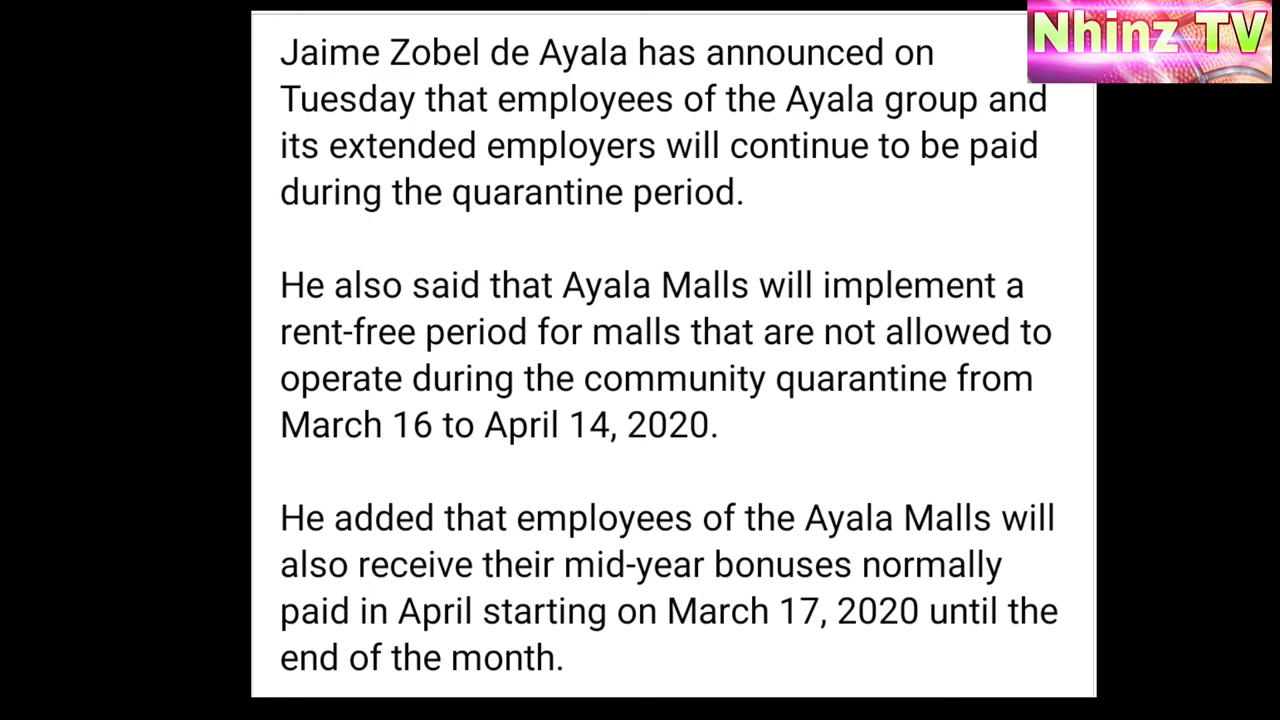 Nhinz TV
Jaime Zobel de Ayala has announced on
Tuesday that employees of the Ayala group and
its extended employers will continue to be paid
during the quarantine period.
He also said that Ayala Malls will implement a
rent-free period for malls that are not allowed to
operate during the community quarantine from
March 16 to April 14, 2020.
He added that employees of the Ayala Malls will
also receive their mid-year bonuses normally
paid in April starting on March 17, 2020 until the
end of the month.